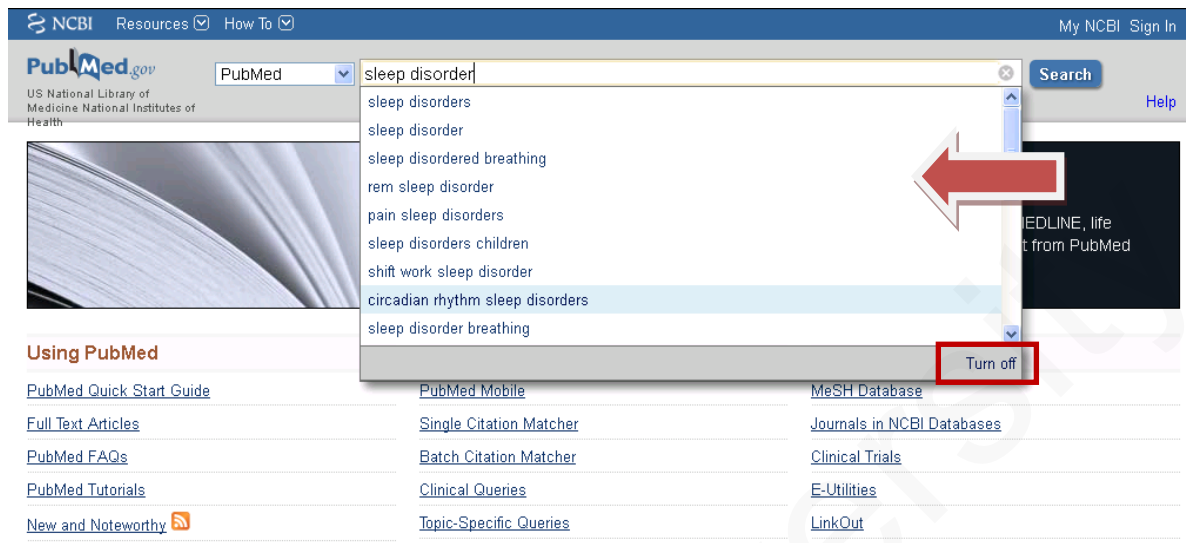 NCBI Resources How To My NCBI Sign In
PubMed.gov
US National Library of
Medicine National Institutes of
Health
PubMed
sleep disorder
Search
Help
sleep disorders
sleep disorder
sleep disordered breathing
rem sleep disorder
pain sleep disorders
sleep disorders children
shift work sleep disorder
circadian rhythm sleep disorders
sleep disorder breathing
Turn off
EDLINE, life
t from PubMed
Using PubMed
PubMed Quick Start Guide
Full Text Articles
PubMed FAQs
PubMed Tutorials
New and Noteworthy
PubMed Mobile
Single Citation Matcher
Batch Citation Matcher
Clinical Queries
Topic-Specific Queries
MeSH Database
Journals in NCBI Databases
Clinical Trials
E-Utilities
LinkOut